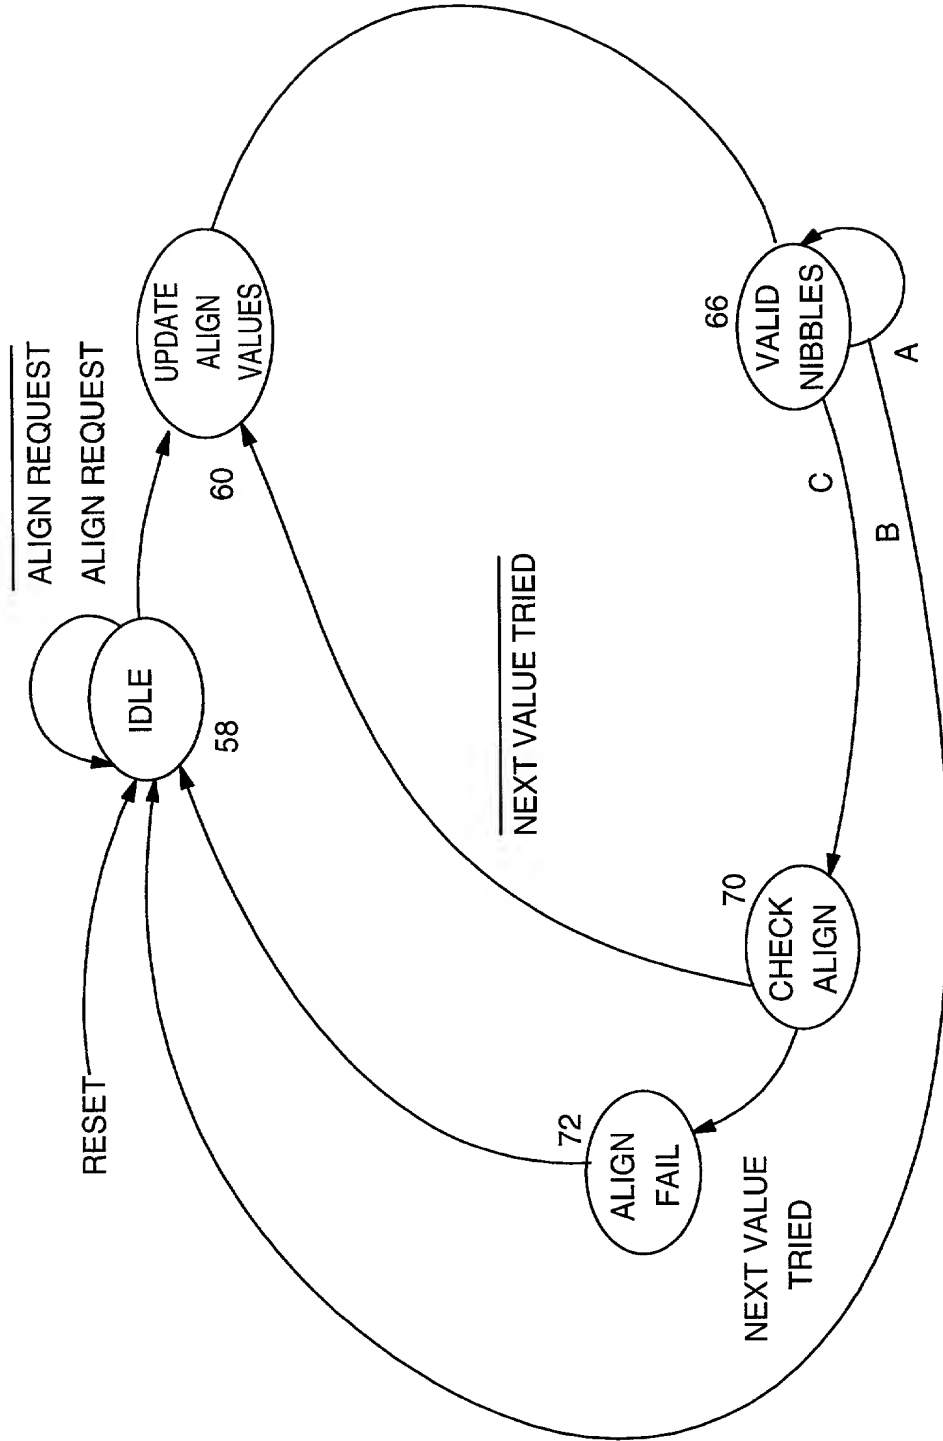 ALIGN REQUEST
ALIGN REQUEST
RESET
IDLE
58
UPDATE
ALIGN
VALUES
60
NEXT VALUE TRIED
72
ALIGN
FAIL
NEXT VALUE
TRIED
70
CHECK
ALIGN
66
VALID
NIBBLES
C
B
A